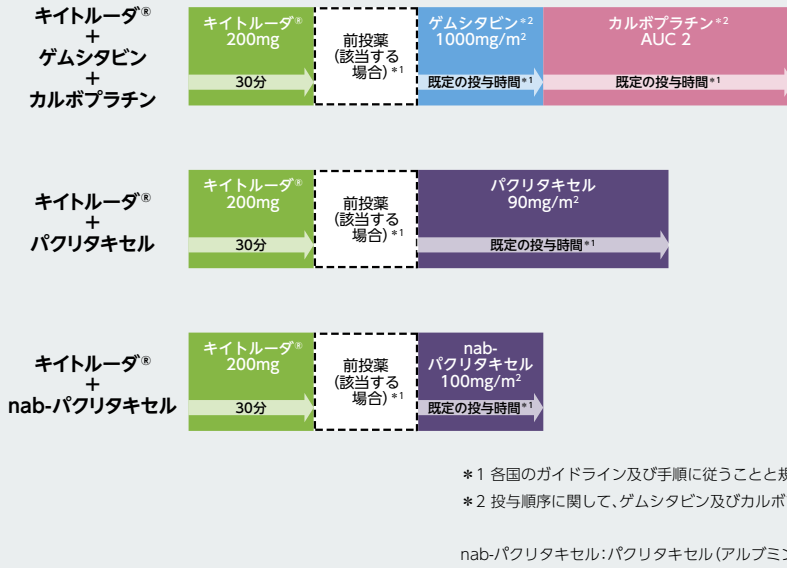 キイトルーダ®
+
ゲムシタビン
+
カルボプラチン
キイトルーダ®
200mg
30分
前投薬
(該当する
場合)*1
ゲムシタビン*2
1000mg/m²
既定の投与時間*1
カルボプラチン*2
AUC 2
既定の投与時間*1
キイトルーダ®
+
パクリタキセル
キイトルーダ®
200mg
30分
前投薬
(該当する
場合)*1
パクリタキセル
90mg/m²
既定の投与時間*1
キイトルーダ®
+
nab-パクリタキセル
キイトルーダ®
200mg
30分
前投薬
(該当する
場合)*1
nab-
パクリタキセル
100mg/m²
既定の投与時間*1
*1 各国のガイドライン及び手順に従うことと規
*2 投与順序に関して、ゲムシタビン及びカルボ
nab-パクリタキセル:パクリタキセル(アルブミン